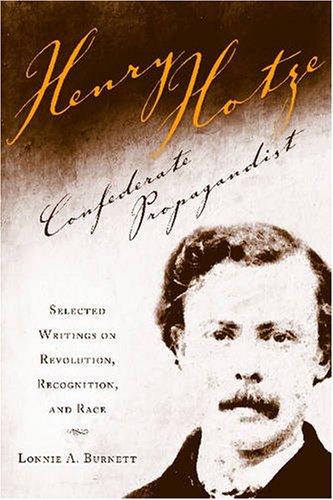 Henry
Hotze
Confederate
Propagandist
Selected
Writings on
Revolution,
Recognition,
and Race
Lonnie A. Burnett